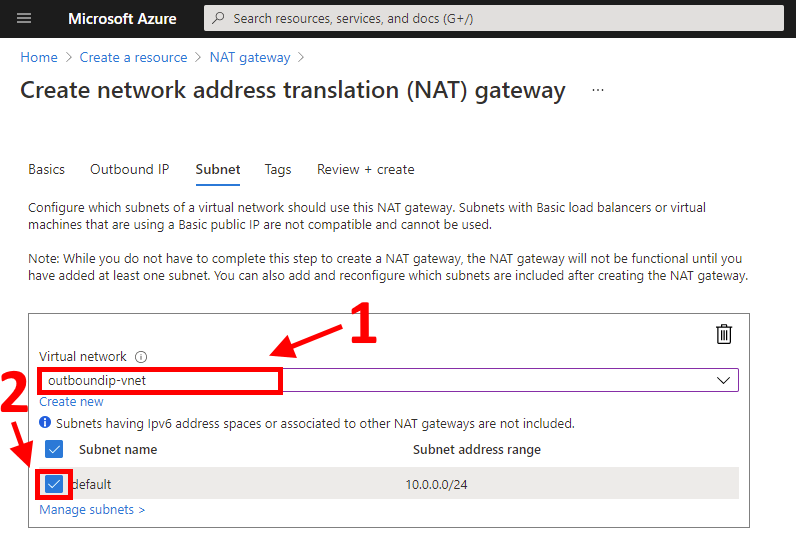 Microsoft Azure
Search resources, services, and docs (G+/)
Home > Create a resource > NAT gateway >
Create network address translation (NAT) gateway ...
Basics Outbound IP Subnet Tags Review + create
Configure which subnets of a virtual network should use this NAT gateway. Subnets with Basic load balancers or virtual
machines that are using a Basic public IP are not compatible and cannot be used.
Note: While you do not have to complete this step to create a NAT gateway, the NAT gateway will not be functional until you
have added at least one subnet. You can also add and reconfigure which subnets are included after creating the NAT gateway.
1
Virtual network
outboundip-vnet
2
Create new
Subnets having Ipv6 address spaces or associated to other NAT gateways are not included.
Subnet name Subnet address range
default 10.0.0.0/24
Manage subnets >